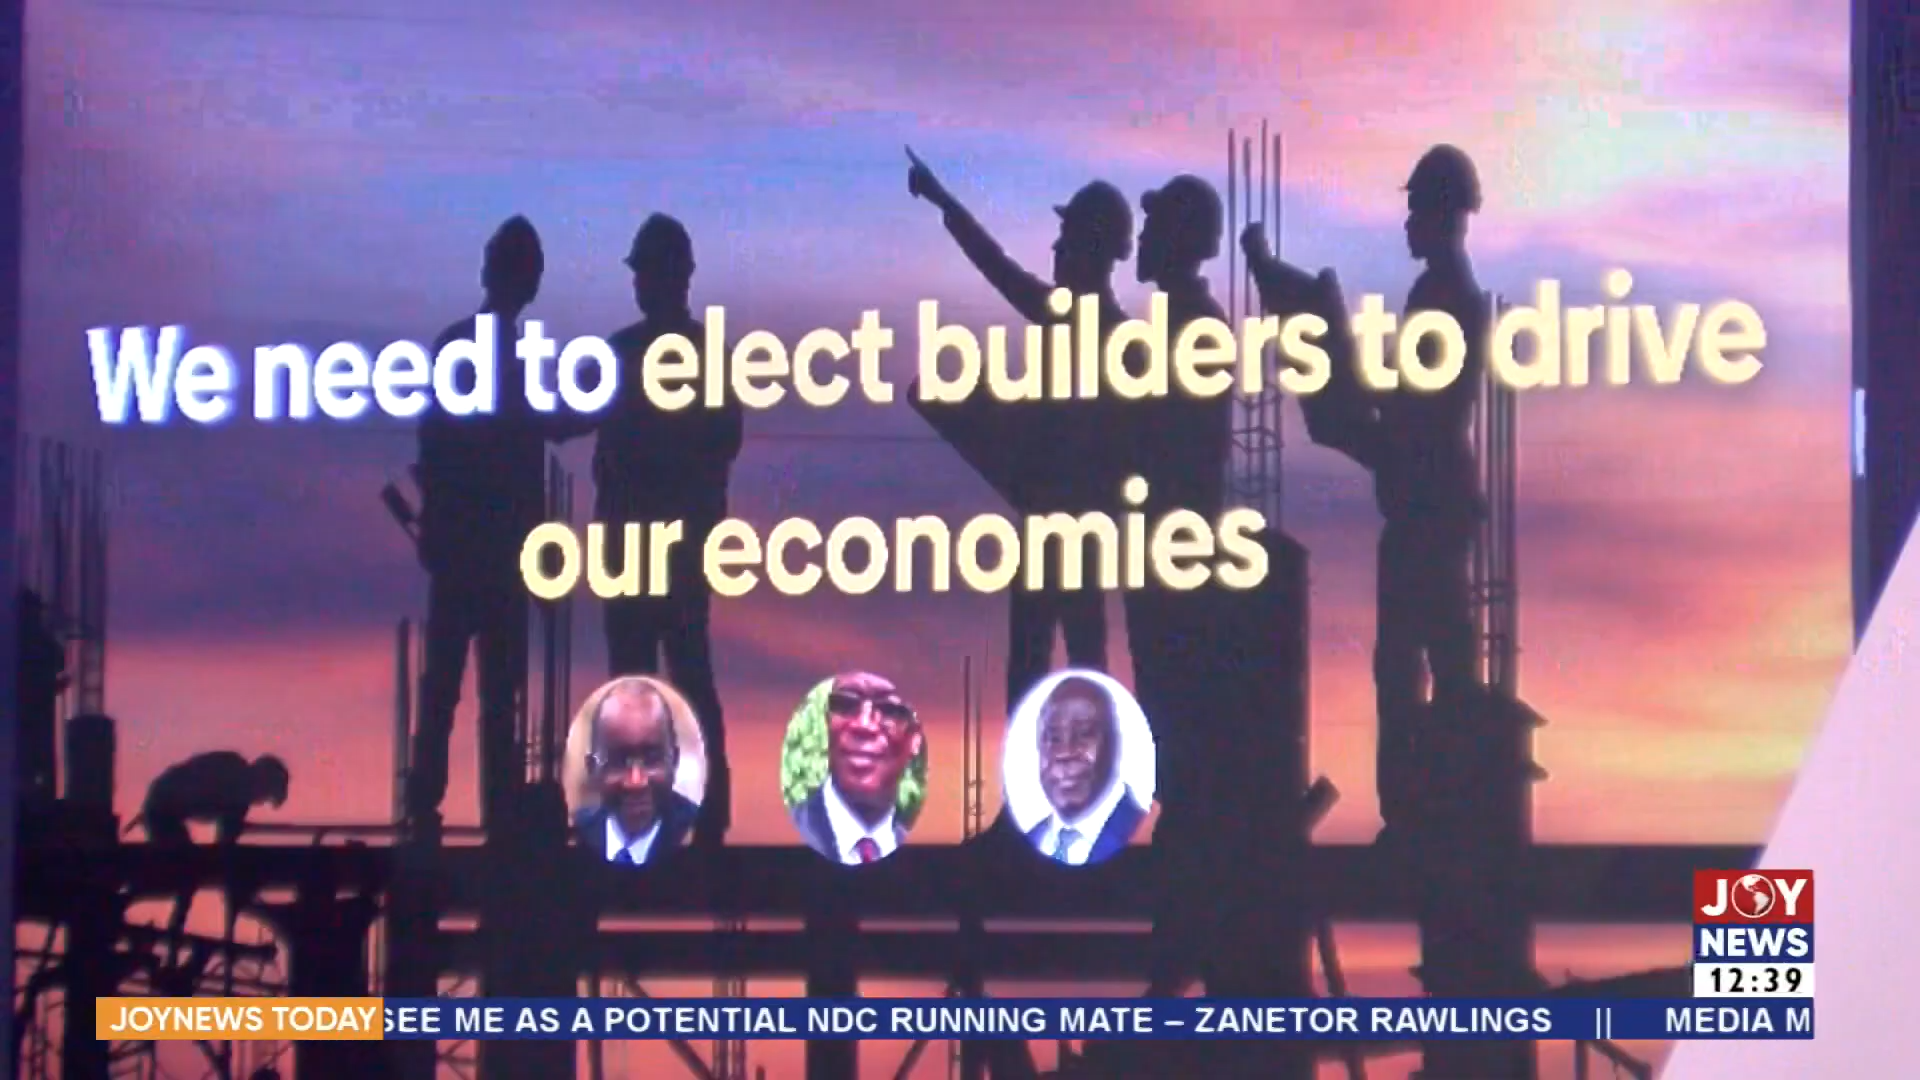 We need to elect builders to drive
our economies
JOY
NEWS
12:39
JOYNEWS TODAY
SEE ME AS A POTENTIAL NDC RUNNING MATE – ZANETOR RAWLINGS || MEDIA M